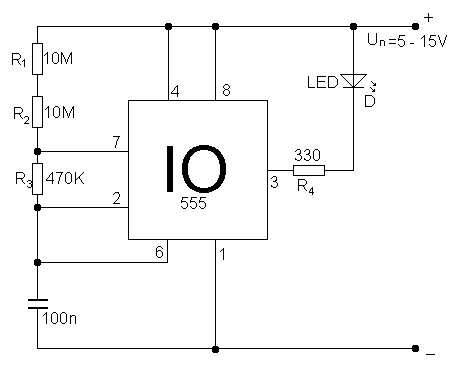 +
Un=5 - 15V
R1 10M
4
8
LED
D
R2 10M
7
IO
555
330
R4
3
R3 470K
2
6
1
100n
−